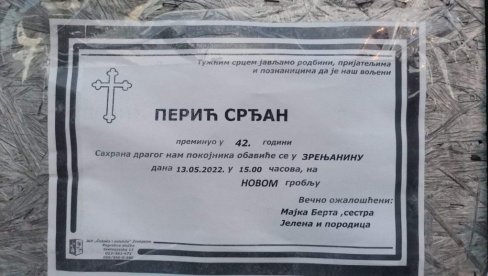 Тужним срцем јављамо родбини, пријатељима
и познаницима да је наш вољени
ПЕРИЋ СРЂАН
преминуо у 42. години
Сахрана драгог нам покојника обавиће се у ЗРЕЊАНИНУ
дана 13.05.2022. у 15.00 часова, на
НОВОМ гробљу
Вечно ожалошћени:
Мајка Берта ,сестра
Јелена и породица